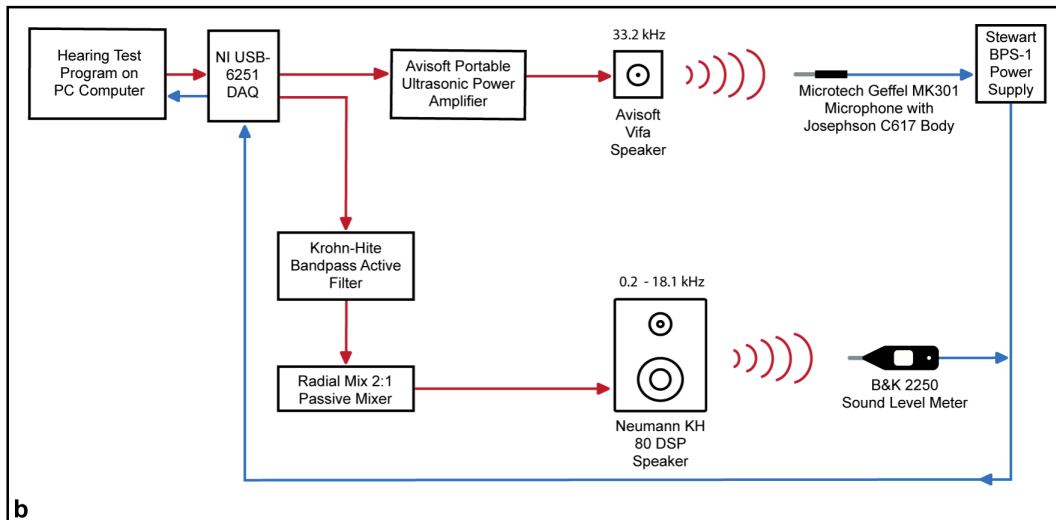 Hearing Test
Program on
PC Computer
NI USB-
6251
DAQ
Avisoft Portable
Ultrasonic Power
Amplifier
33.2 kHz
Avisoft
Vifa
Speaker
Microtech Geffel MK301
Microphone with
Josephson C617 Body
Stewart
BPS-1
Power
Supply
Krohn-Hite
Bandpass Active
Filter
Radial Mix 2:1
Passive Mixer
0.2 - 18.1 kHz
Neumann KH
80 DSP
Speaker
B&K 2250
Sound Level Meter
b